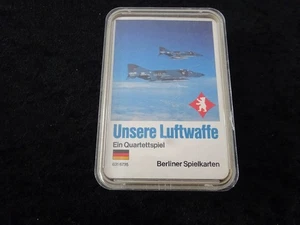 Unsere Luftwaffe
Ein Quartettspiel
Berliner Spielkarten